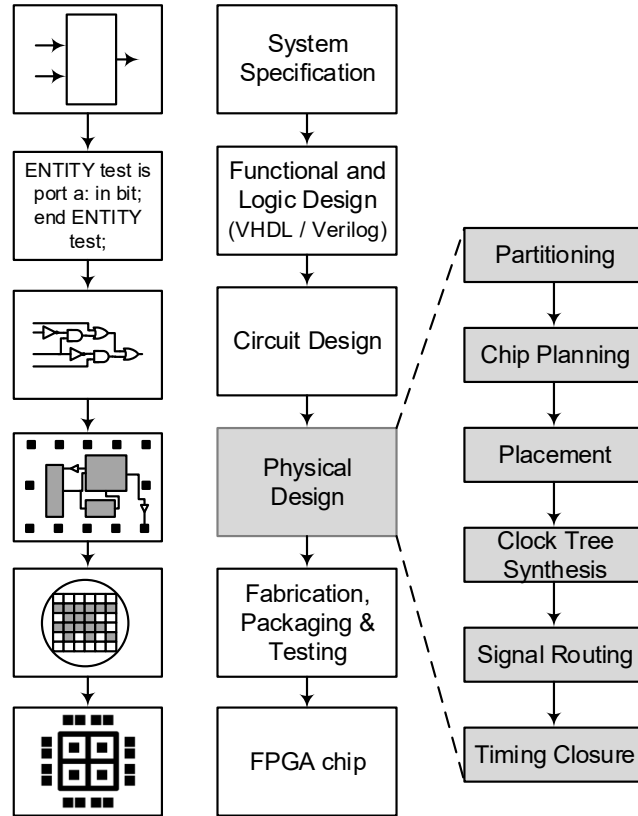 ENTITY test is
port a: in bit;
end ENTITY
test;
System
Specification
Functional and
Logic Design
(VHDL / Verilog)
Circuit Design
Physical
Design
Fabrication,
Packaging &
Testing
FPGA chip
Partitioning
Chip Planning
Placement
Clock Tree
Synthesis
Signal Routing
Timing Closure